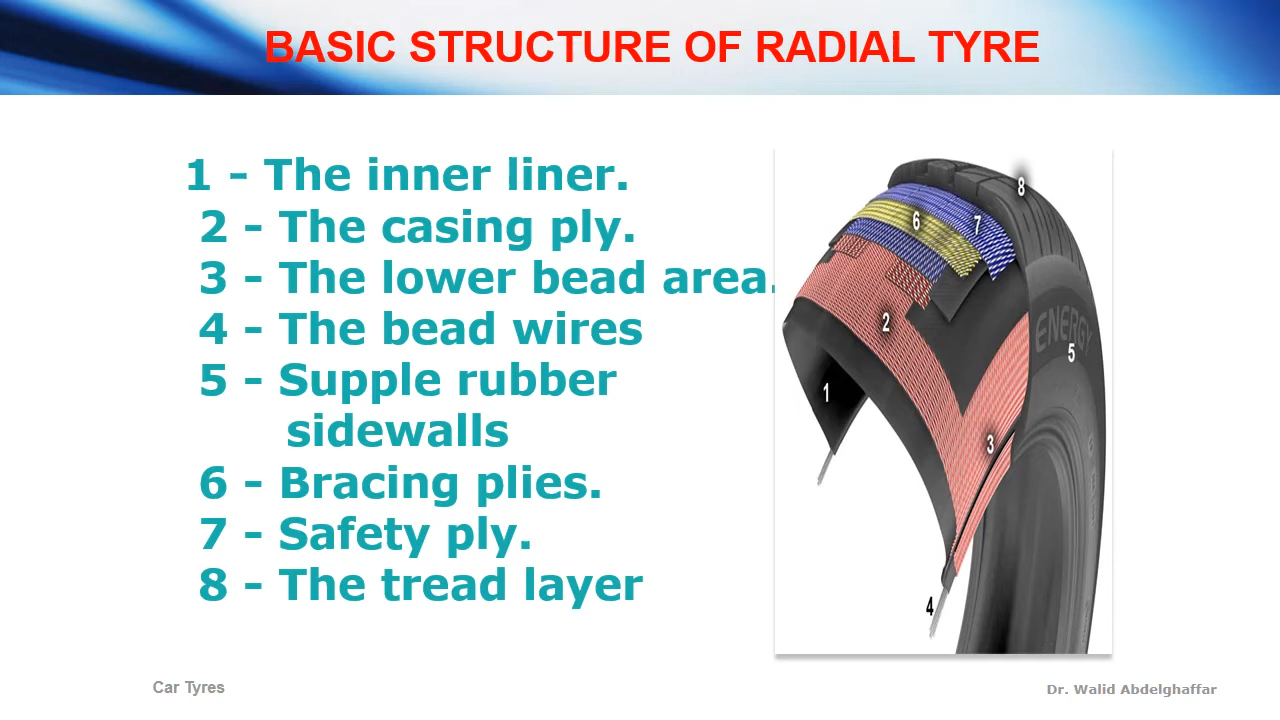 BASIC STRUCTURE OF RADIAL TYRE
1 - The inner liner.
2 - The casing ply.
3 - The lower bead area.
4 - The bead wires
5 - Supple rubber
sidewalls
6 - Bracing plies.
7 - Safety ply.
8 - The tread layer
8
6
7
2
ENERGY
5
1
3
4
Car Tyres
Dr. Walid Abdelghaffar